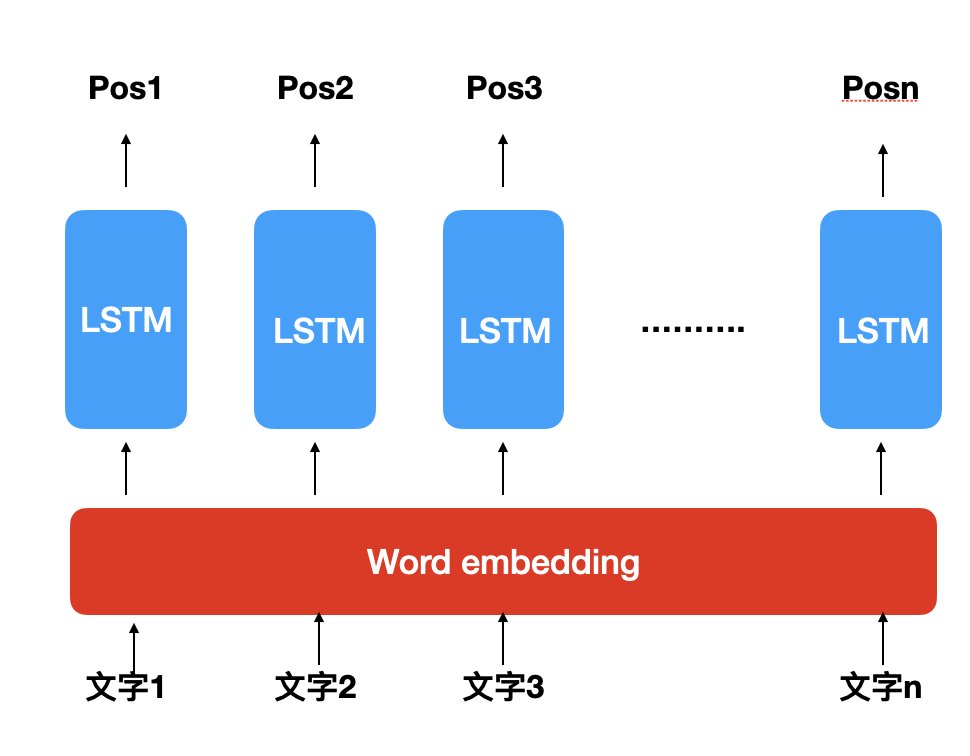 Pos1 Pos2 Pos3 Posn
LSTM LSTM LSTM .......... LSTM
Word embedding
文字1 文字2 文字3 文字n